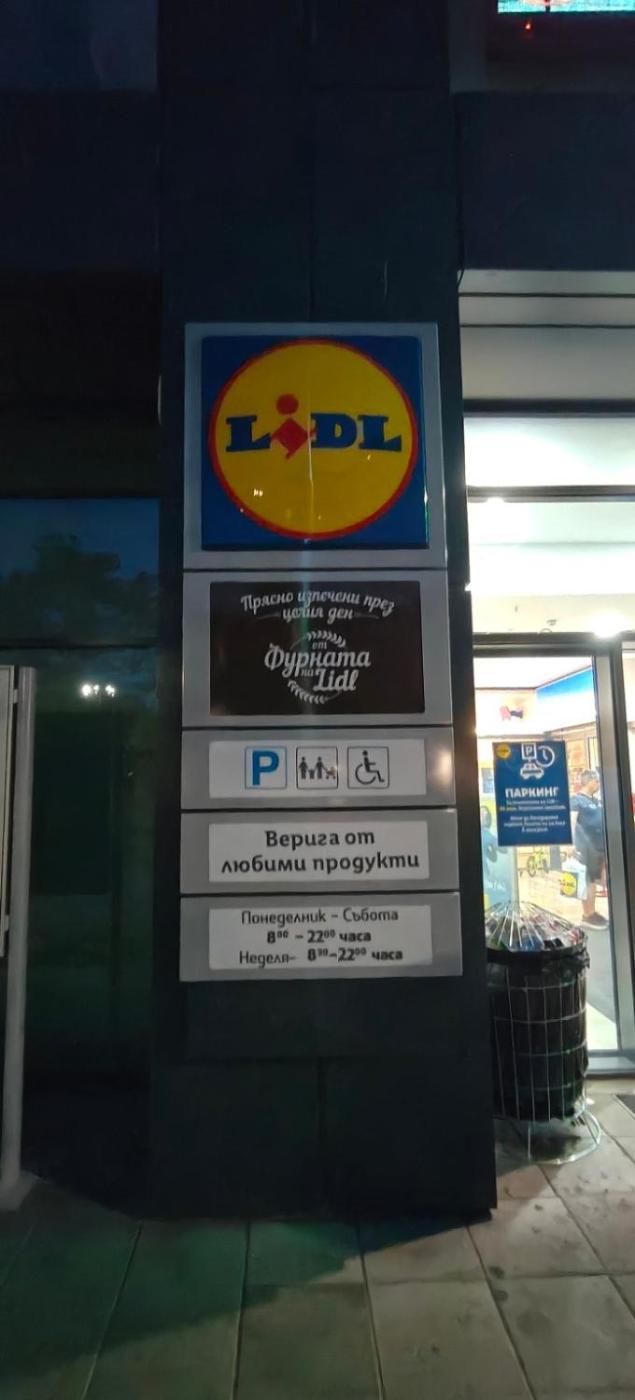 LIDL
Прясно изпечени през
целия ден
от
Фурната
на Lidl
P
Верига от
любими продукти
Понеделник - Събота
8⁰⁰ - 22⁰⁰ часа
Неделя- 8³⁰-22⁰⁰ часа
P
ПАРКИНГ